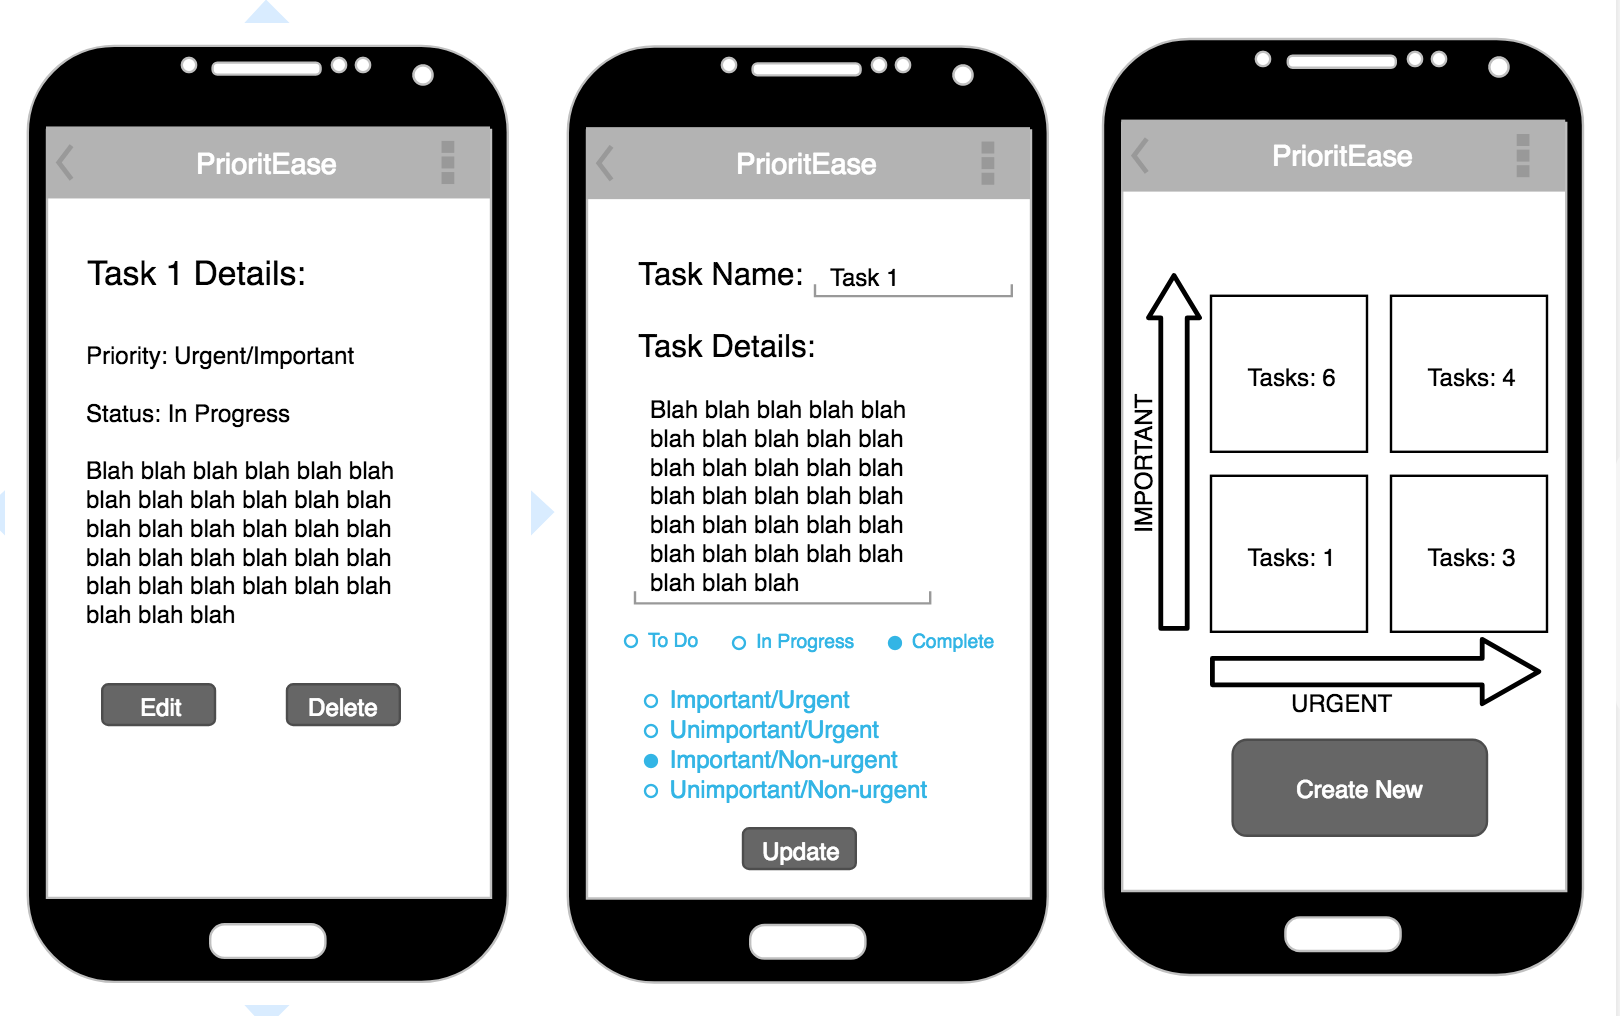 PrioritEase
Task 1 Details:
Priority: Urgent/Important
Status: In Progress
Blah blah blah blah blah blah
blah blah blah blah blah blah
blah blah blah blah blah blah
blah blah blah blah blah blah
blah blah blah blah blah blah
blah blah blah
Edit Delete
PrioritEase
Task Name: Task 1
Task Details:
Blah blah blah blah blah
blah blah blah blah blah
blah blah blah blah blah
blah blah blah blah blah
blah blah blah blah blah
blah blah blah blah blah
blah blah blah
To Do In Progress Complete
Important/Urgent
Unimportant/Urgent
Important/Non-urgent
Unimportant/Non-urgent
Update
PrioritEase
IMPORTANT
Tasks: 6 Tasks: 4
Tasks: 1 Tasks: 3
URGENT
Create New